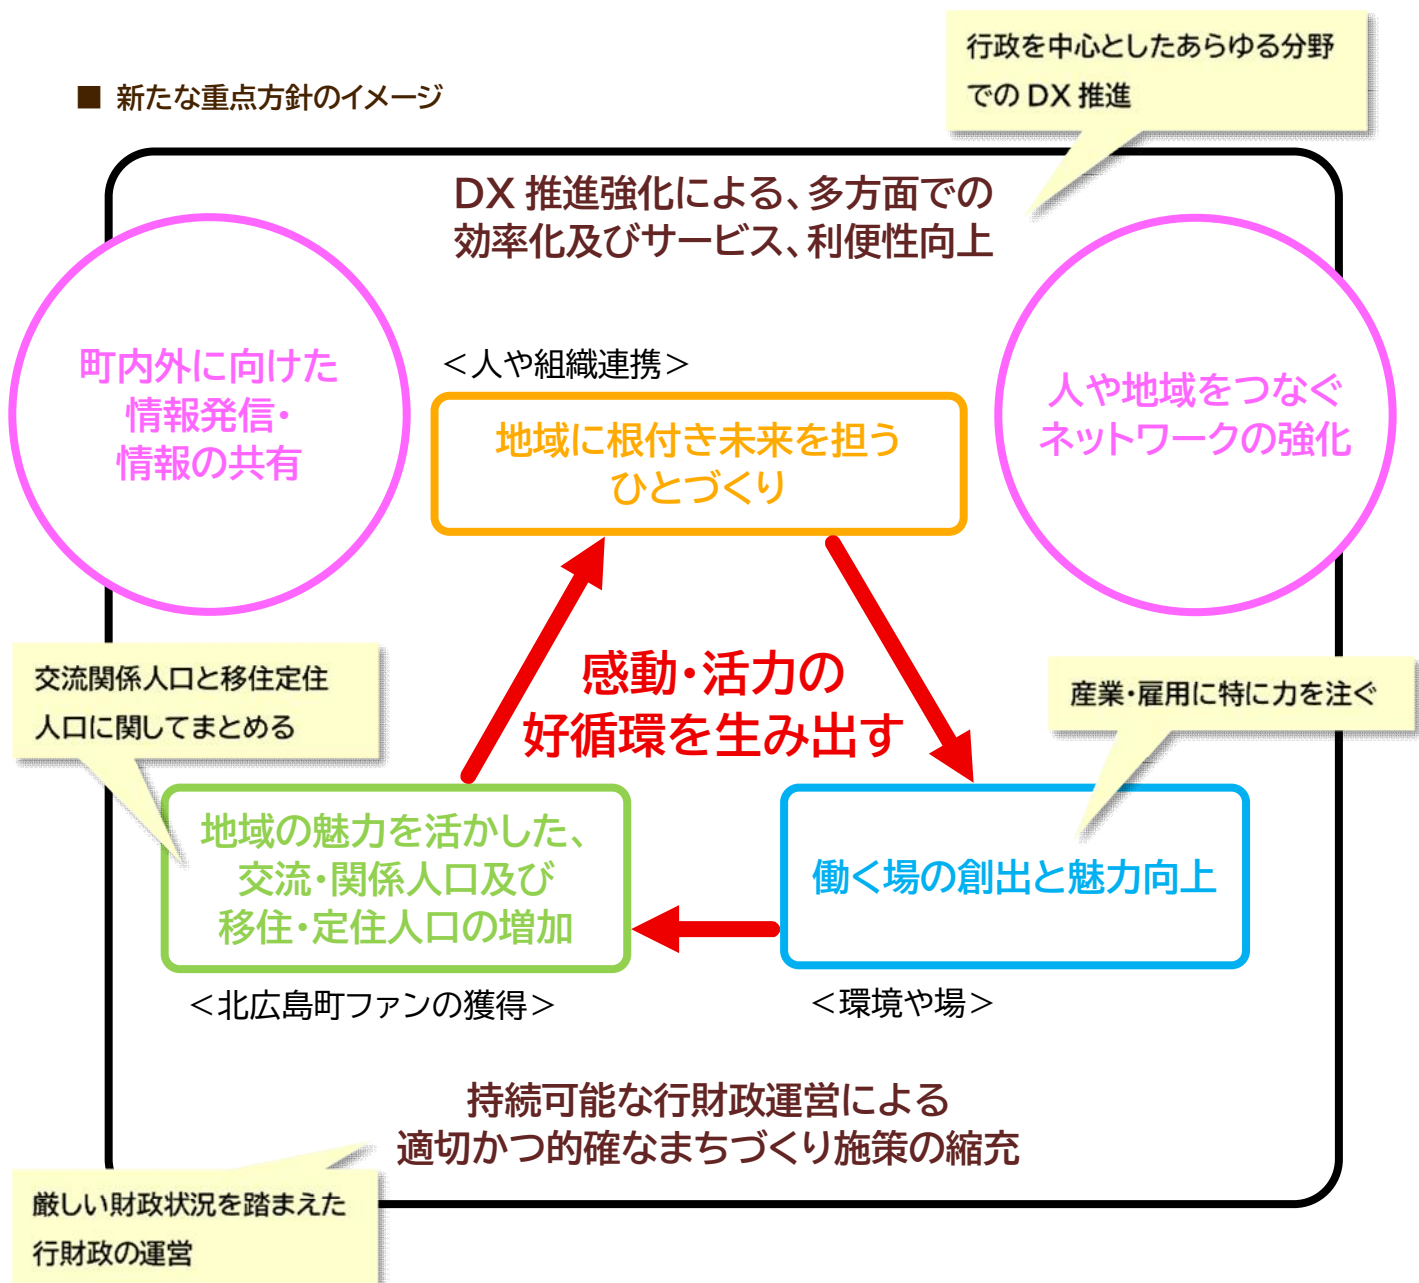 行政を中心としたあらゆる分野
での DX 推進
■ 新たな重点方針のイメージ
DX 推進強化による、多方面での
効率化及びサービス、利便性向上
町内外に向けた
情報発信・
情報の共有
人や地域をつなぐ
ネットワークの強化
＜人や組織連携＞
地域に根付き未来を担う
ひとづくり
感動・活力の
好循環を生み出す
交流関係人口と移住定住
人口に関してまとめる
産業・雇用に特に力を注ぐ
地域の魅力を活かした、
交流・関係人口及び
移住・定住人口の増加
働く場の創出と魅力向上
＜北広島町ファンの獲得＞
＜環境や場＞
持続可能な行財政運営による
適切かつ的確なまちづくり施策の縮充
厳しい財政状況を踏まえた
行財政の運営